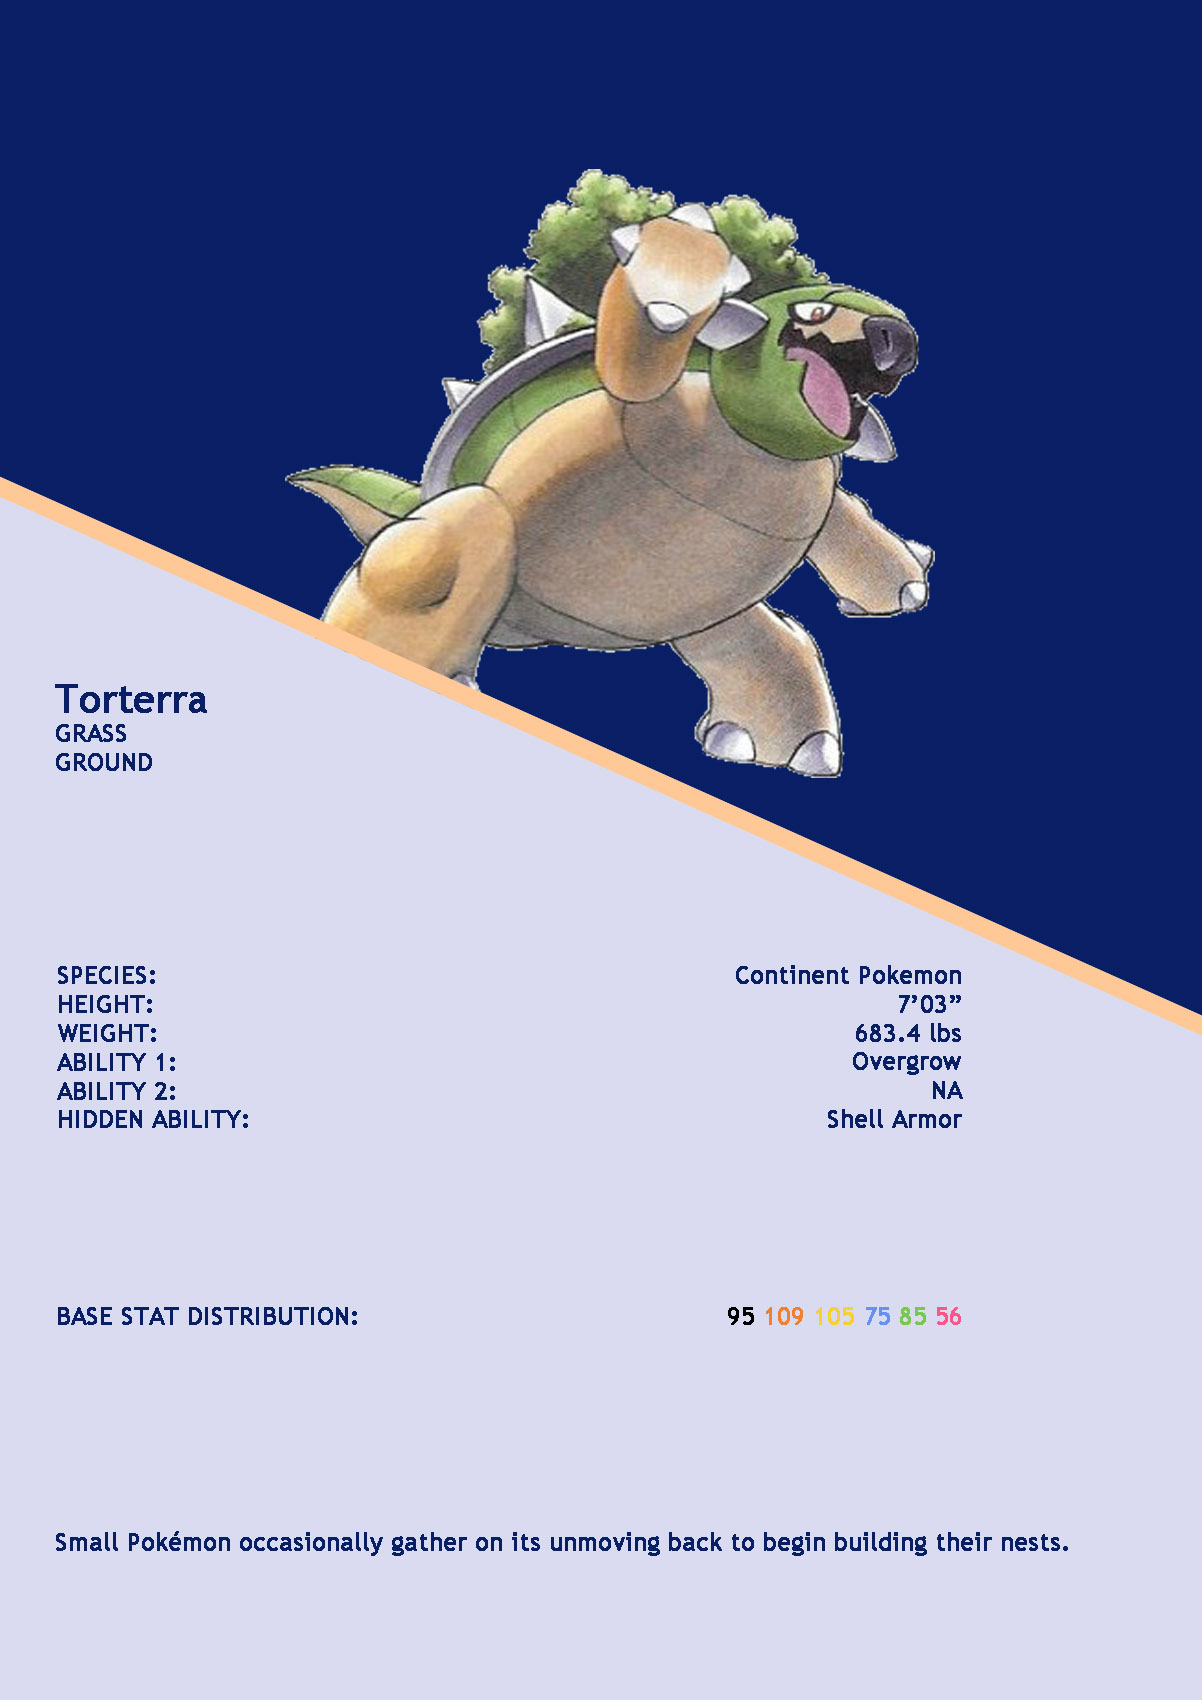 Torterra
GRASS
GROUND
SPECIES: Continent Pokemon
HEIGHT: 7’03”
WEIGHT: 683.4 lbs
ABILITY 1: Overgrow
ABILITY 2: NA
HIDDEN ABILITY: Shell Armor
BASE STAT DISTRIBUTION: 95 109 105 75 85 56
Small Pokémon occasionally gather on its unmoving back to begin building their nests.